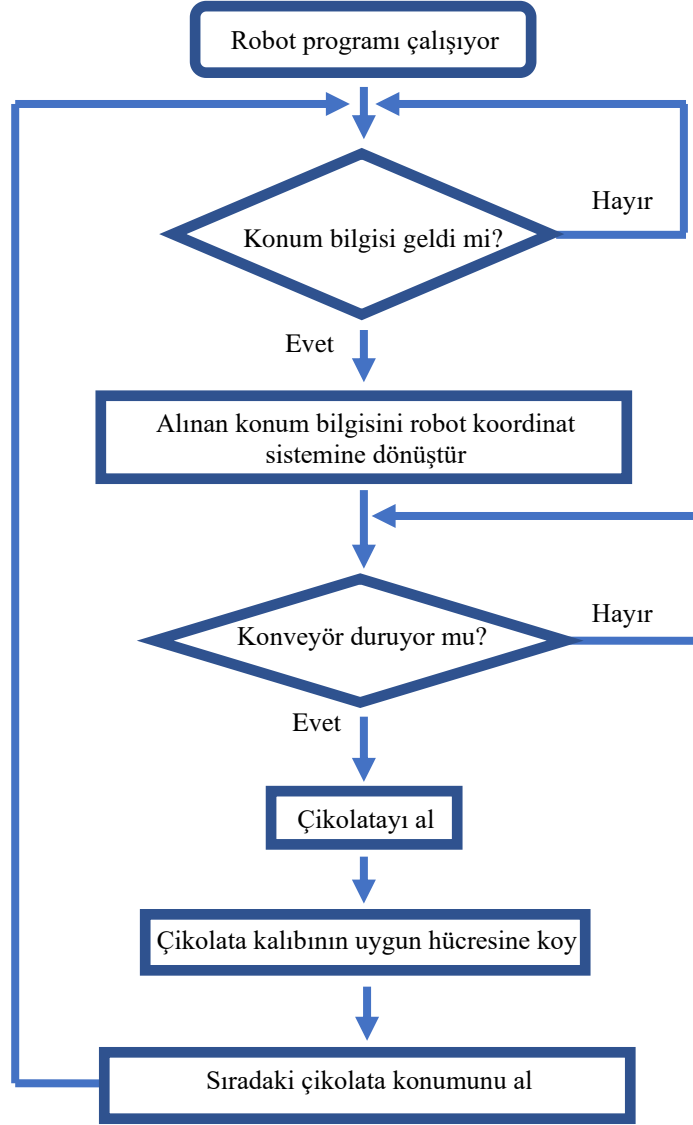 Robot programı çalışıyor
Hayır
Konum bilgisi geldi mi?
Evet
Alınan konum bilgisini robot koordinat
sistemine dönüştür
Hayır
Konveyör duruyor mu?
Evet
Çikolatayı al
Çikolata kalıbının uygun hücresine koy
Sıradaki çikolata konumunu al